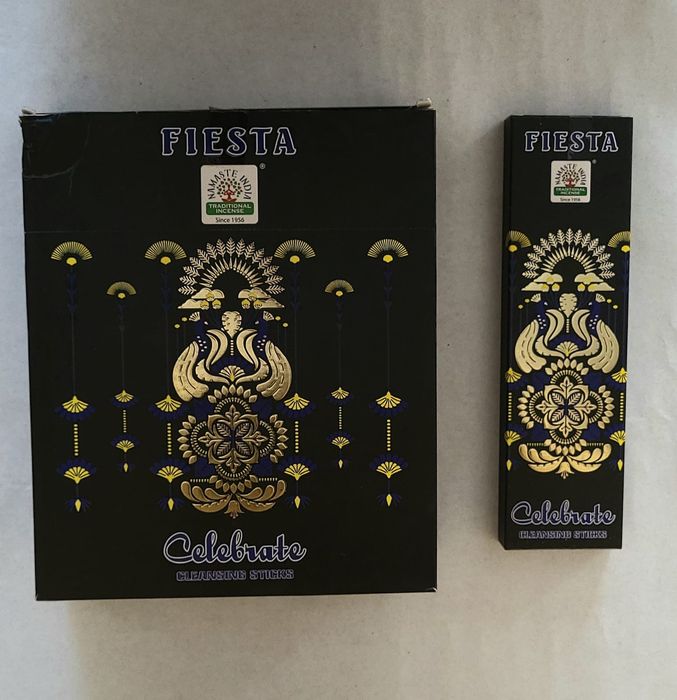 FIESTA
NAMASTE INDIA
®
TRADITIONAL
INCENSE
Since 1956
Celebrate
CLEANSING STICKS
FIESTA
NAMASTE INDIA
®
TRADITIONAL
INCENSE
Since 1956
Celebrate
CLEANSING STICKS